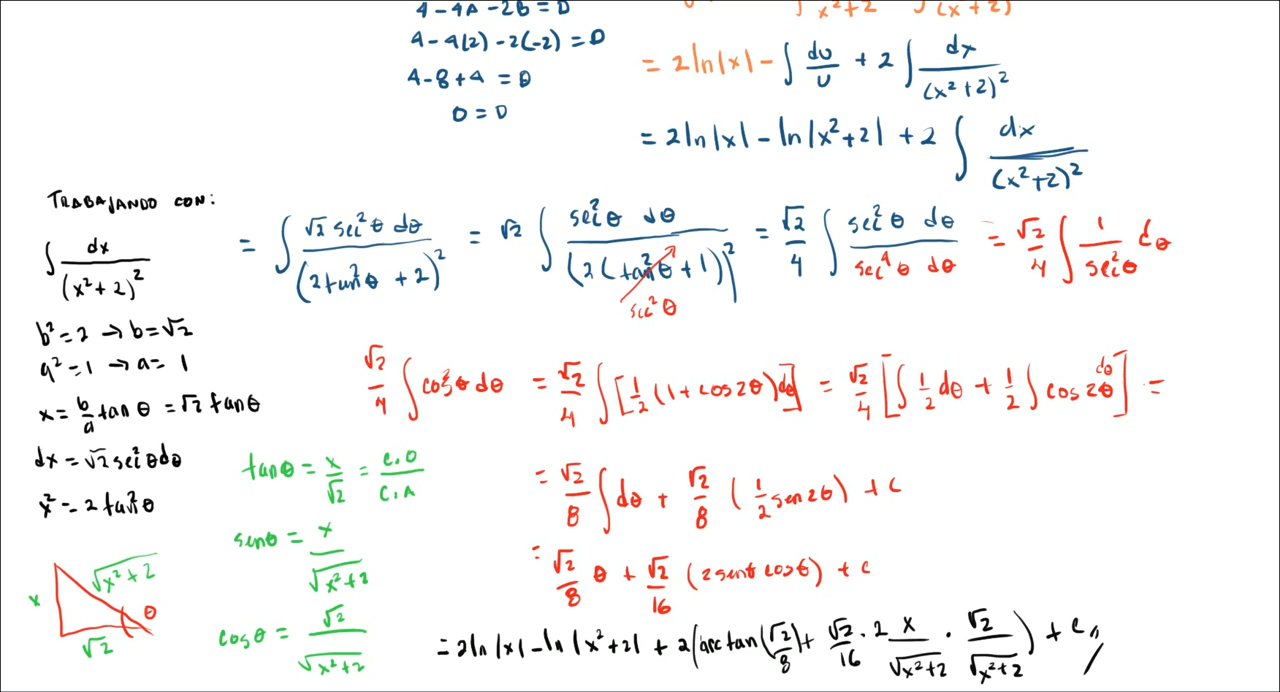 4 - 4A - 2B = 0
4 - 4(2) - 2(-2) = 0
4 - 8 + 4 = 0
0 = 0
x²+2 ∫(x+2)
= 2ln|x| - ∫ du/u + 2 ∫ dx/(x²+2)²
= 2ln|x| - ln|x²+2| + 2 ∫ dx/(x²+2)²
TRABAJANDO CON:
∫ dx/(x²+2)²
= ∫ √2 sec²θ dθ/(2tan²θ + 2)² = √2 ∫ sec²θ dθ/(2(tan²θ+1))² = √2/4 ∫ sec²θ dθ/sec⁴θ dθ = √2/4 ∫ 1/sec²θ dθ
sec²θ
b² = 2 → b = √2
a² = 1 → a = 1
x = b/a tanθ = √2 tanθ
dx = √2 sec²θ dθ
x² = 2 tan²θ
√2/4 ∫ cos²θ dθ = √2/4 ∫ [1/2 (1 + cos2θ) dθ] = √2/4 [∫ 1/2 dθ + 1/2 ∫ cos2θ dθ] =
= √2/8 ∫ dθ + √2/8 (1/2 sen2θ) + C
= √2/8 θ + √2/16 (2senθ cosθ) + C
tanθ = x/√2 = C.O/C.A
senθ = x/√x²+2
cosθ = √2/√x²+2
x
√x²+2
θ
√2
= 2ln|x| - ln|x²+2| + 2(arctan(√2/8) + √2/16 · 2 x/√x²+2 · √2/√x²+2) + C//